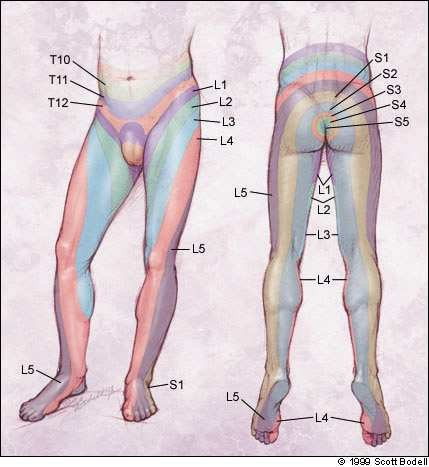 T10
T11
T12
L1
L2
L3
L4
L5
L5
S1
S1
S2
S3
S4
S5
L1
L2
L5
L3
L4
L5
L4
© 1999 Scott Bodell